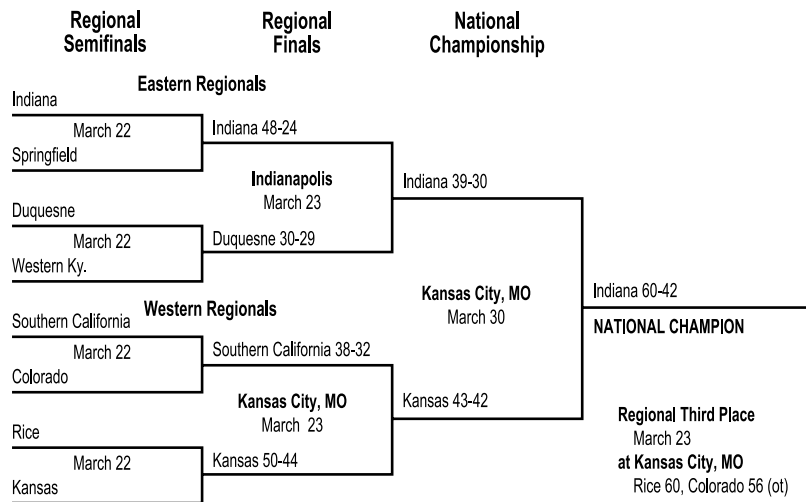 Regional
Semifinals
Regional
Finals
National
Championship
Eastern Regionals
Indiana
March 22
Springfield
Indiana 48-24
Indianapolis
March 23
Duquesne
March 22
Western Ky.
Duquesne 30-29
Indiana 39-30
Western Regionals
Southern California
March 22
Colorado
Southern California 38-32
Kansas City, MO
March 23
Rice
March 22
Kansas
Kansas 50-44
Kansas 43-42
Kansas City, MO
March 30
Indiana 60-42
NATIONAL CHAMPION
Regional Third Place
March 23
at Kansas City, MO
Rice 60, Colorado 56 (ot)